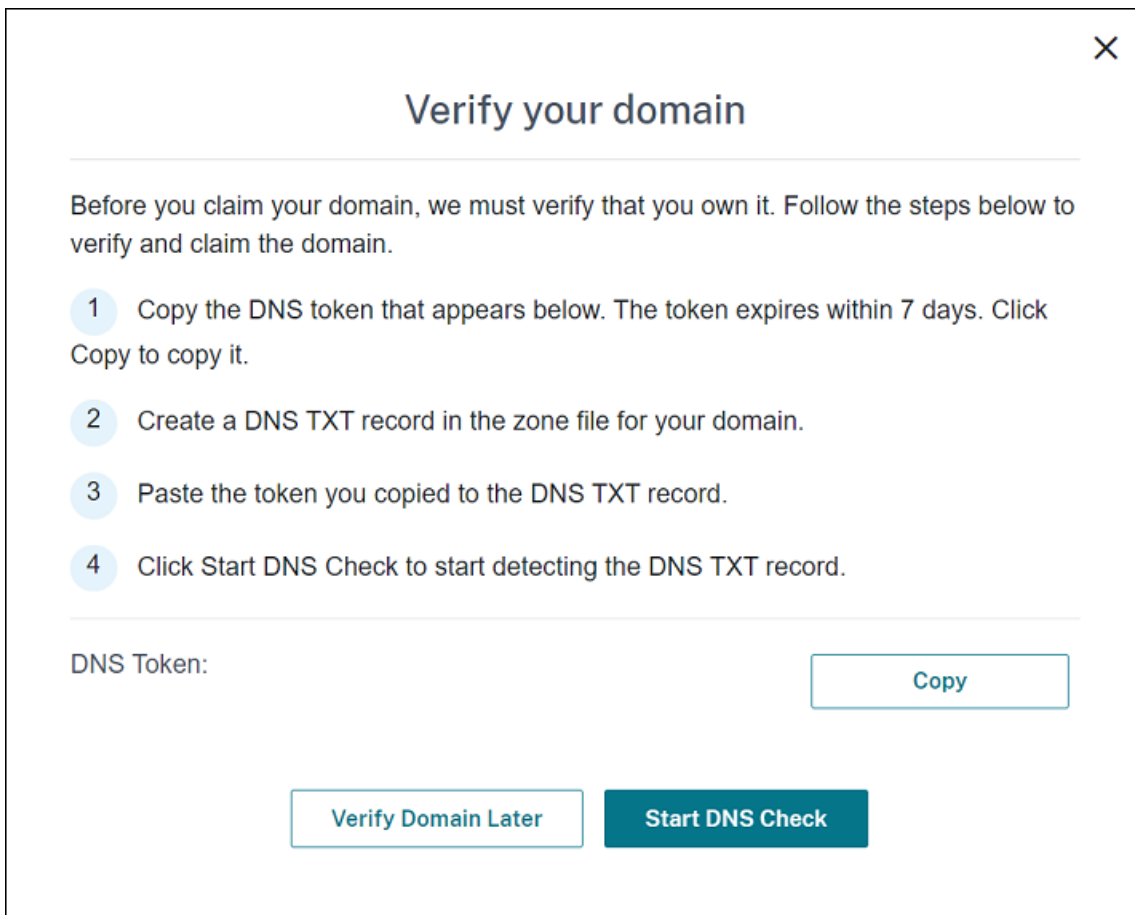 Verify your domain
Before you claim your domain, we must verify that you own it. Follow the steps below to
verify and claim the domain.
1 Copy the DNS token that appears below. The token expires within 7 days. Click
Copy to copy it.
2 Create a DNS TXT record in the zone file for your domain.
3 Paste the token you copied to the DNS TXT record.
4 Click Start DNS Check to start detecting the DNS TXT record.
DNS Token:
Copy
Verify Domain Later
Start DNS Check